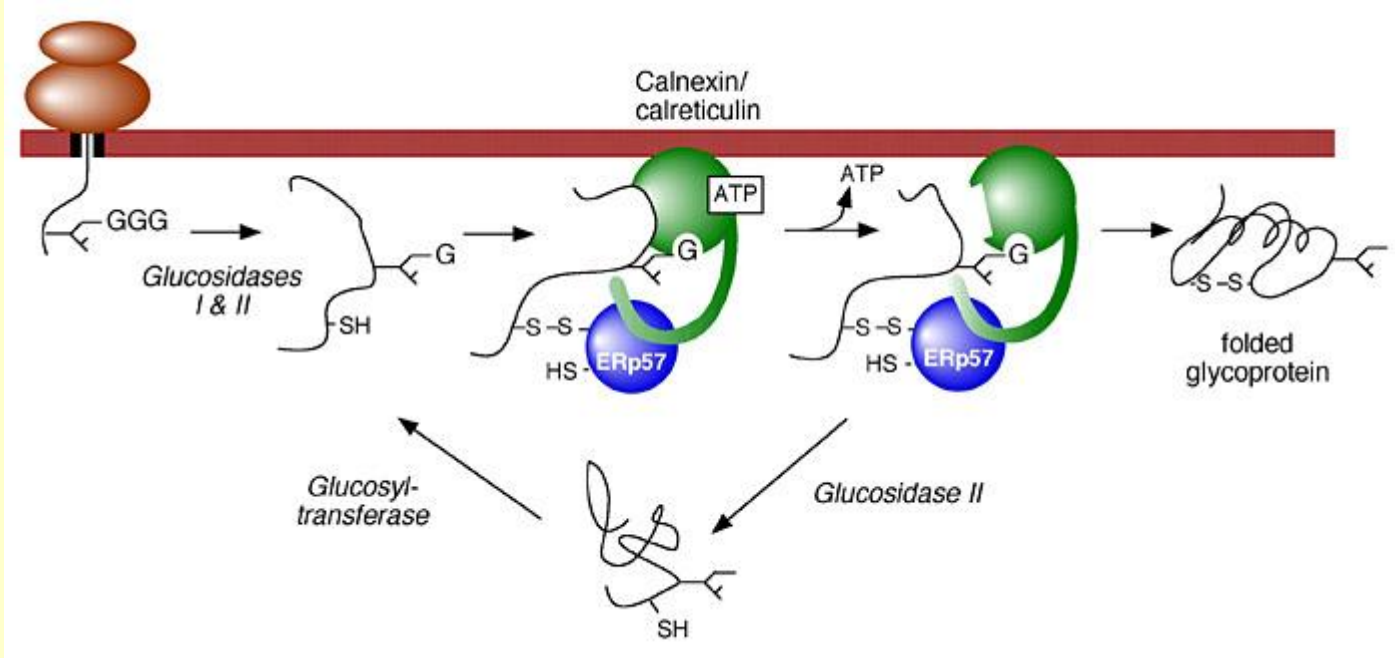 Calnexin/
calreticulin
GGG
Glucosidases
I & II
G
-SH
ATP
G
-S-S-
HS-
ERp57
ATP
G
-S-S-
HS-
ERp57
-S-S-
folded
glycoprotein
Glucosyl-
transferase
Glucosidase II
SH